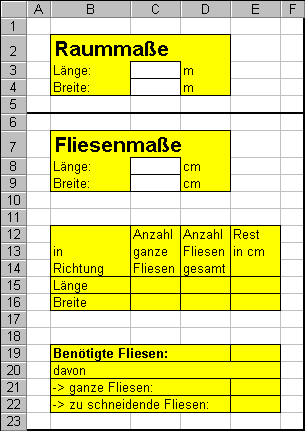 A B C D E F
1
2 Raummaße
3 Länge: m
4 Breite: m
5
6
7 Fliesenmaße
8 Länge: cm
9 Breite: cm
10
11
12 Anzahl Anzahl Rest
13 in ganze Fliesen in cm
14 Richtung Fliesen gesamt
15 Länge
16 Breite
17
18
19 Benötigte Fliesen:
20 davon
21 -> ganze Fliesen:
22 -> zu schneidende Fliesen:
23